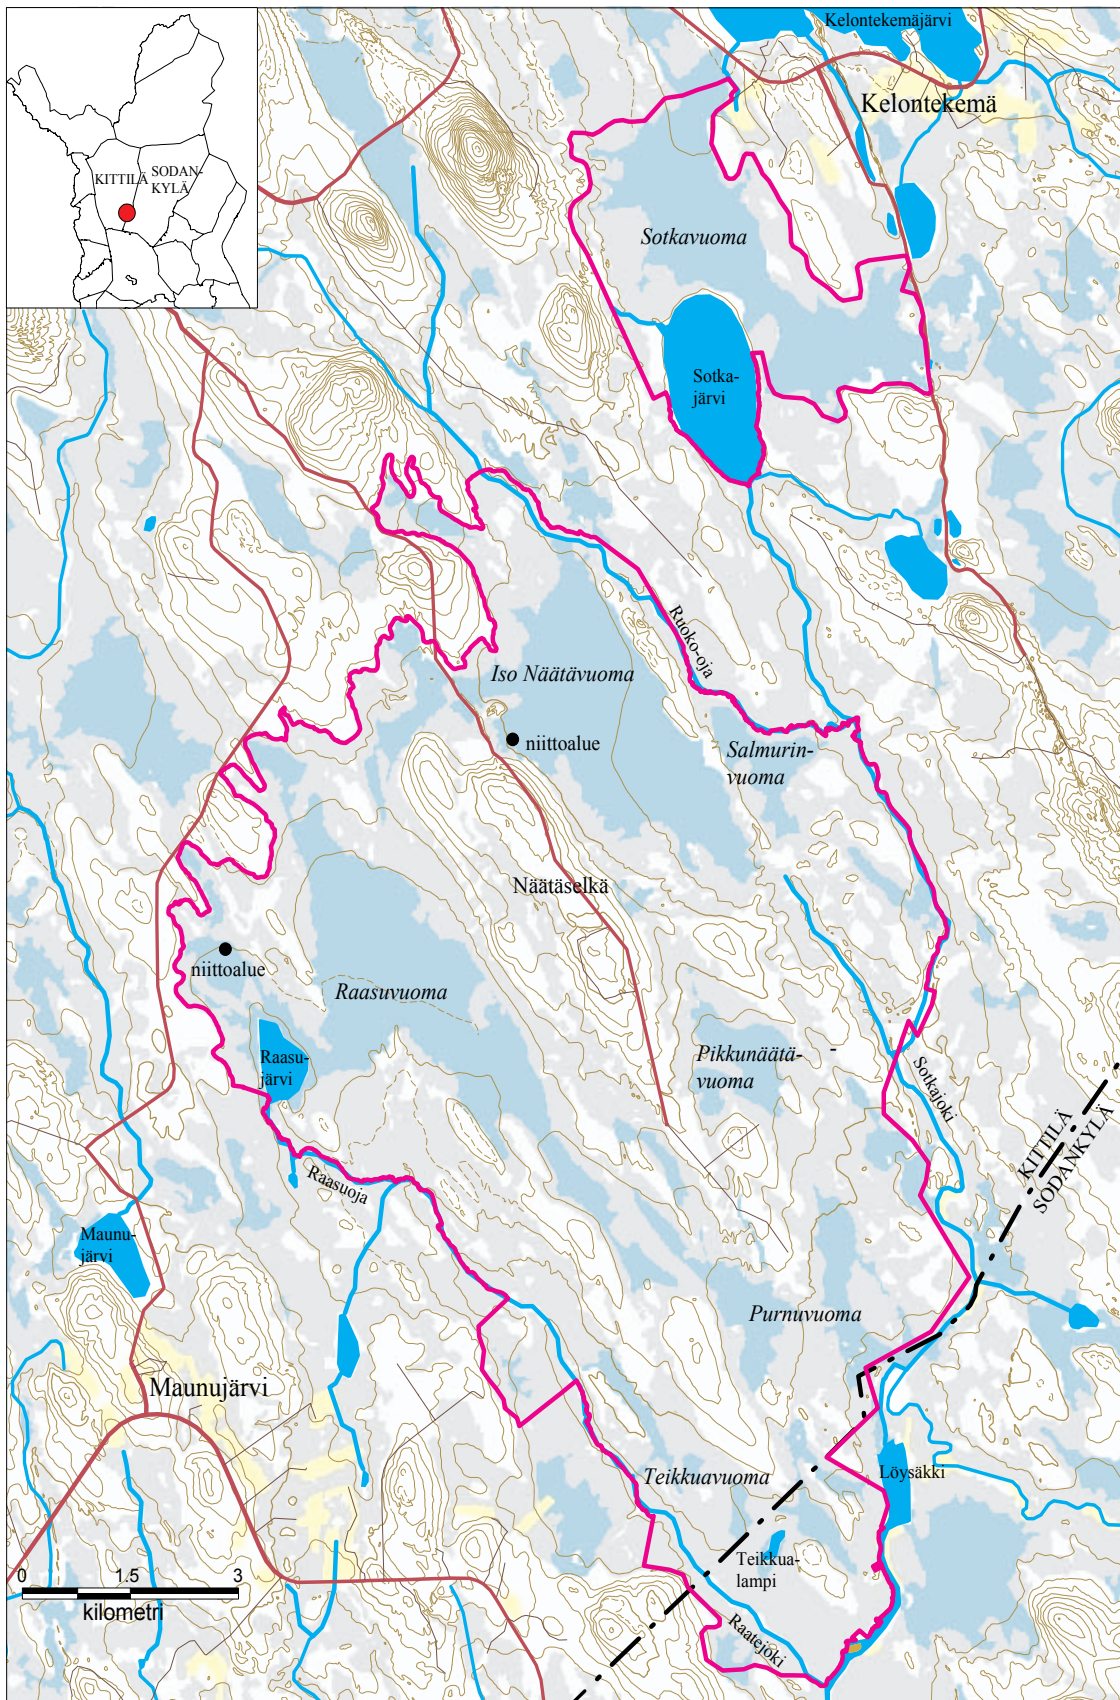 KITTILÄ
SODAN-
KYLÄ
Kelontekemäjärvi
Kelontekemä
Sotkavuoma
Sotka-
järvi
Ruoko-oja
Iso Näätävuoma
niittoalue
Salmurin-
vuoma
Näätäselkä
niittoalue
Raasuvuoma
Raasu-
järvi
Pikkunäätä-
vuoma
Sotkajoki
KITTILÄ
SODANKYLÄ
Raasuoja
Maunu-
järvi
Purnuvuoma
Maunujärvi
Teikkuavuoma
Löysäkki
Teikkua-
lampi
Raatejoki
0 1.5 3
kilometri